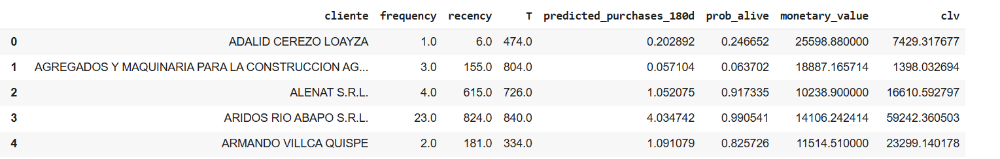 cliente frequency recency T predicted_purchases_180d prob_alive monetary_value clv
0 ADALID CEREZO LOAYZA 1.0 6.0 474.0 0.202892 0.246652 25598.880000 7429.317677
1 AGREGADOS Y MAQUINARIA PARA LA CONSTRUCCION AG... 3.0 155.0 804.0 0.057104 0.063702 18887.165714 1398.032694
2 ALENAT S.R.L. 4.0 615.0 726.0 1.052075 0.917335 10238.900000 16610.592797
3 ARIDOS RIO ABAPO S.R.L. 23.0 824.0 840.0 4.034742 0.990541 14106.242414 59242.360503
4 ARMANDO VILLCA QUISPE 2.0 181.0 334.0 1.091079 0.825726 11514.510000 23299.140178